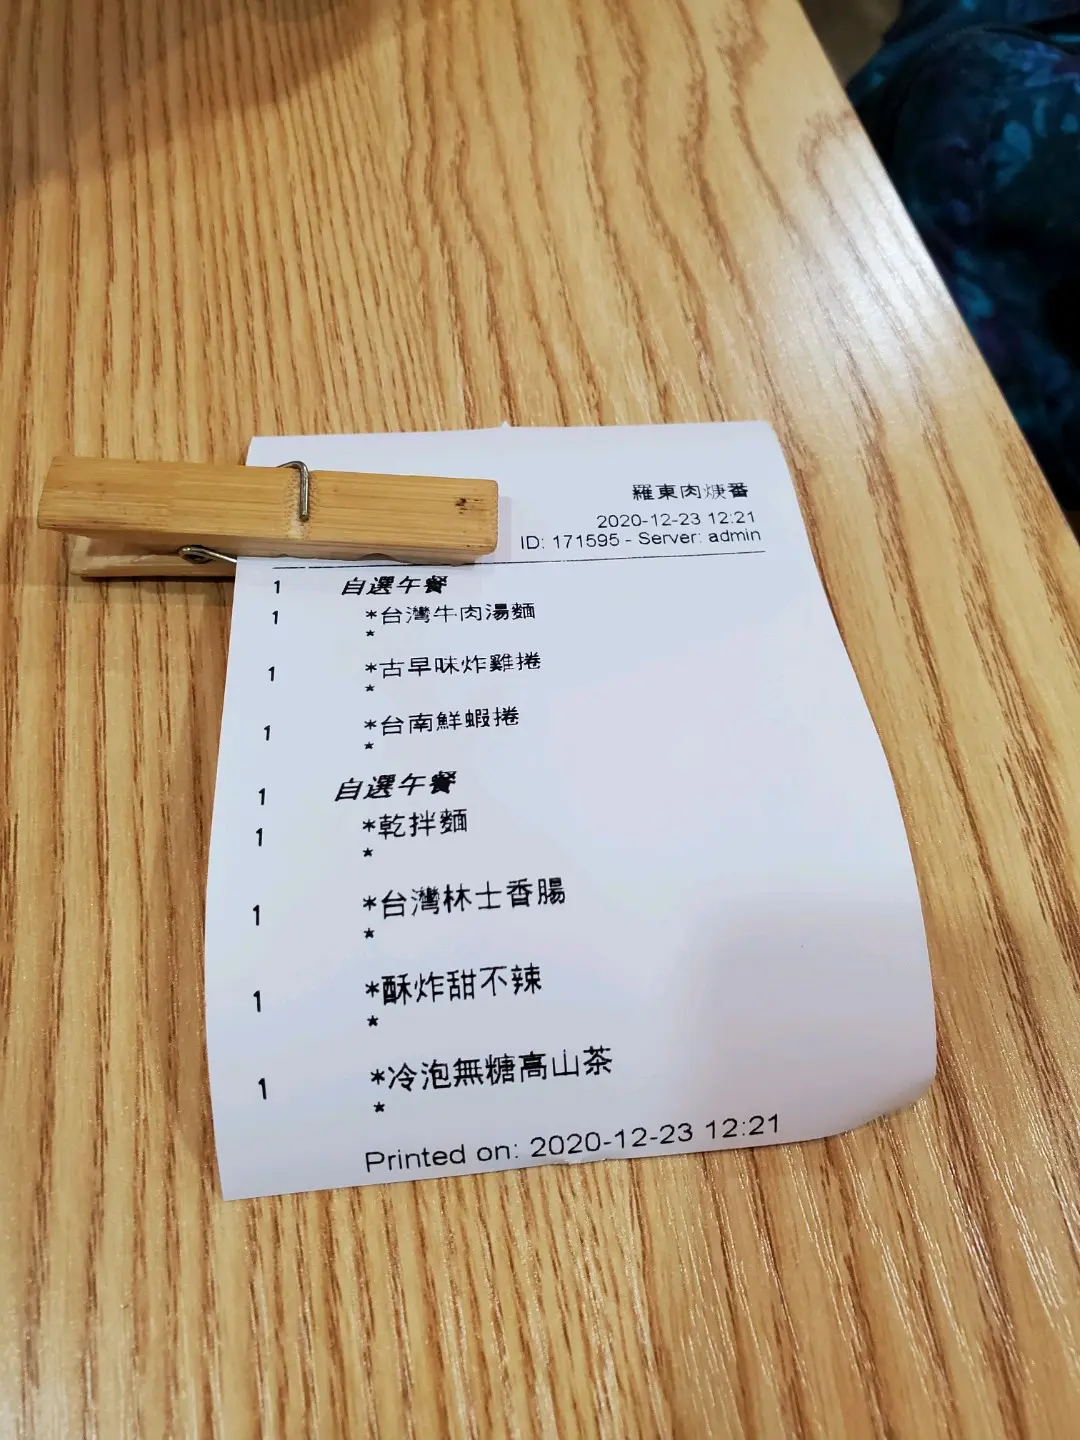 羅東肉焿番
2020-12-23 12:21
ID: 171595 - Server: admin
1 自選午餐
1 *台灣牛肉湯麵
*
1 *古早味炸雞捲
*
1 *台南鮮蝦捲
*
1 自選午餐
1 *乾拌麵
*
1 *台灣林士香腸
*
1 *酥炸甜不辣
*
1 *冷泡無糖高山茶
*
Printed on: 2020-12-23 12:21